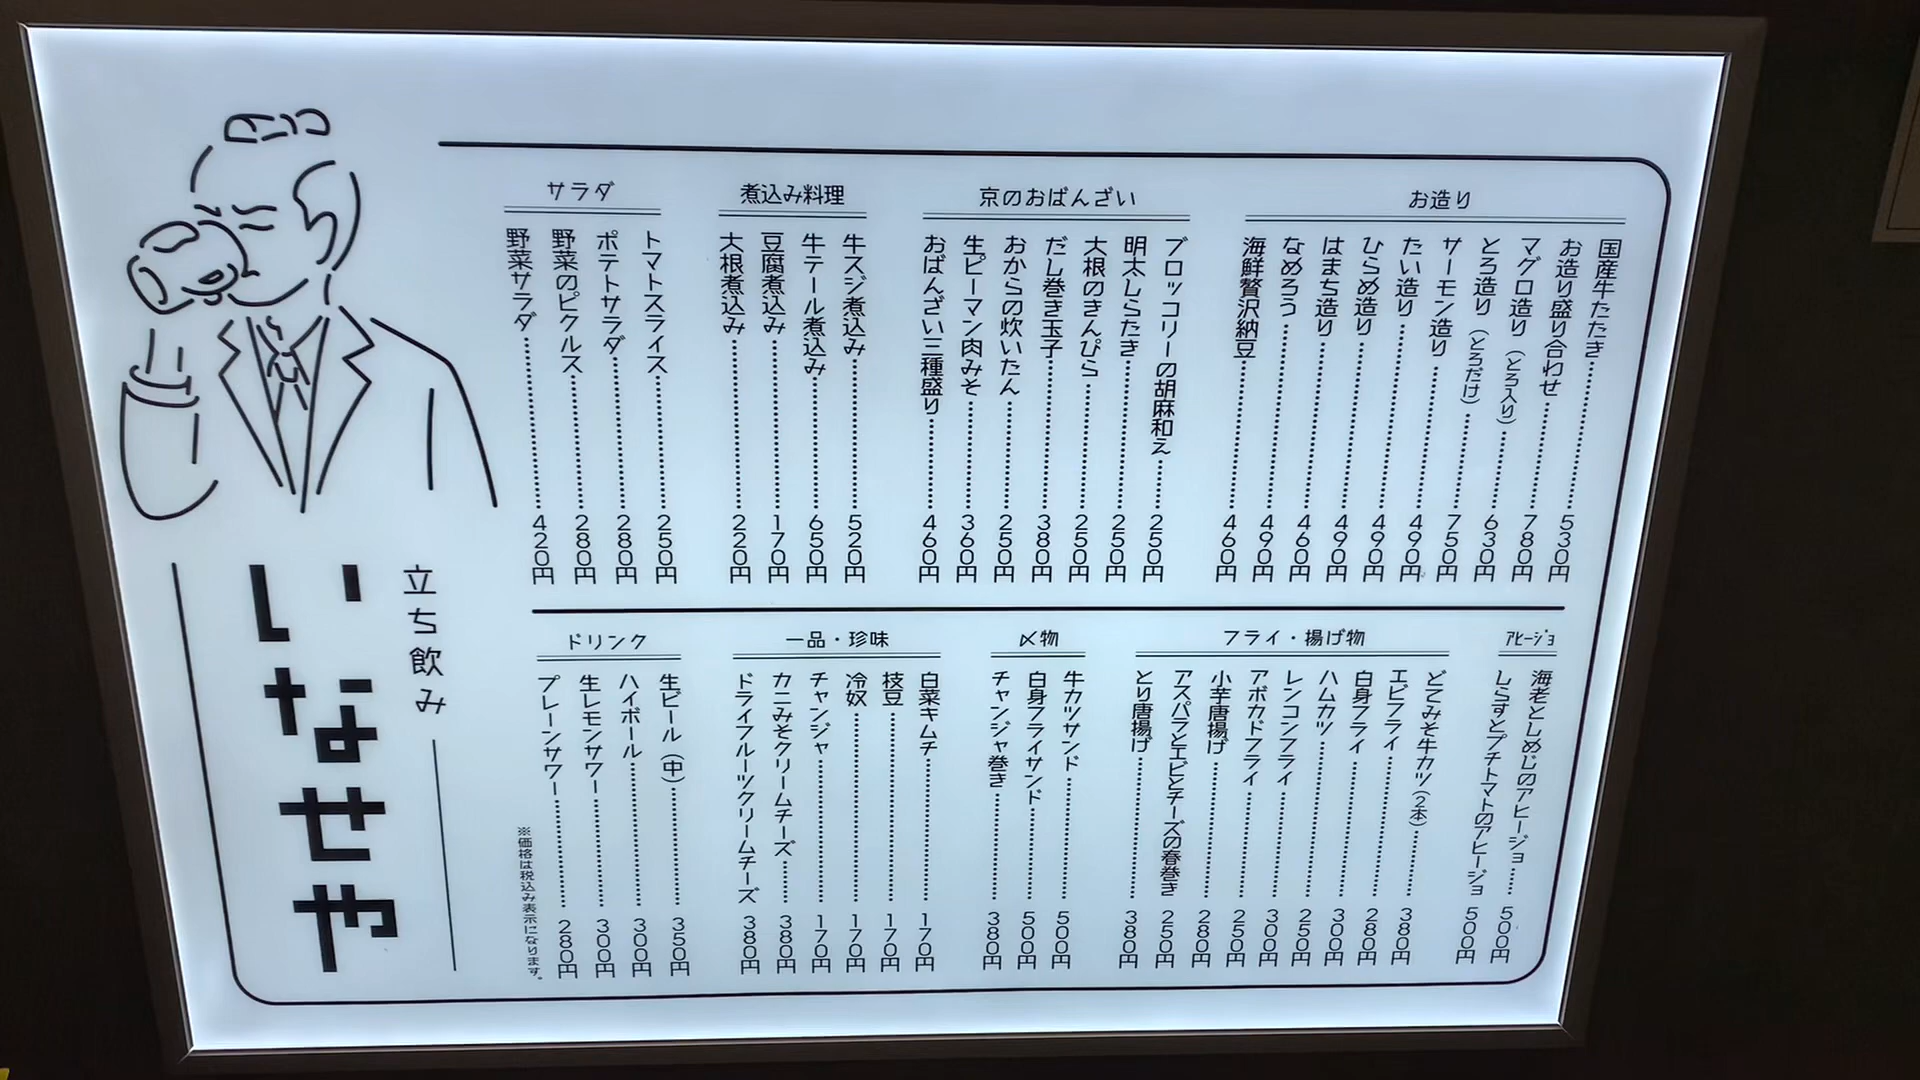 お造り
国産牛たたき 530円
お造り盛り合わせ 780円
マグロ造り(とろ入り) 630円
とろ造り(とろだけ) 750円
サーモン造り 490円
たい造り 490円
ひらめ造り 490円
はまち造り 460円
なめろう 490円
海鮮贅沢納豆 460円
京のおばんざい
ブロッコリーの胡麻和え 250円
明太しらたき 250円
大根のきんぴら 250円
だし巻き玉子 380円
おからの炊いたん 250円
生ピーマン肉みそ 360円
おばんざい三種盛り 460円
煮込み料理
牛スジ煮込み 520円
牛テール煮込み 650円
豆腐煮込み 170円
大根煮込み 220円
サラダ
トマトスライス 250円
ポテトサラダ 280円
野菜のピクルス 280円
野菜サラダ 420円
アヒージョ
海老としめじのアヒージョ 500円
しらすとプチトマトのアヒージョ 500円
フライ・揚げ物
どてみそ牛カツ(2本) 380円
エビフライ 280円
白身フライ 300円
ハムカツ 250円
レンコンフライ 300円
アボカドフライ 250円
小芋唐揚げ 280円
アスパラとエビとチーズの春巻き 250円
とり唐揚げ 380円
〆物
牛カツサンド 500円
白身フライサンド 500円
チャンジャ巻き 380円
一品・珍味
白菜キムチ 170円
枝豆 170円
冷奴 170円
チャンジャ 170円
カニみそクリームチーズ 380円
ドライフルーツクリームチーズ 380円
ドリンク
生ビール(中) 350円
ハイボール 300円
生レモンサワー 300円
プレーンサワー 280円
※価格は税込み表示になります。
立ち飲み
いなせや